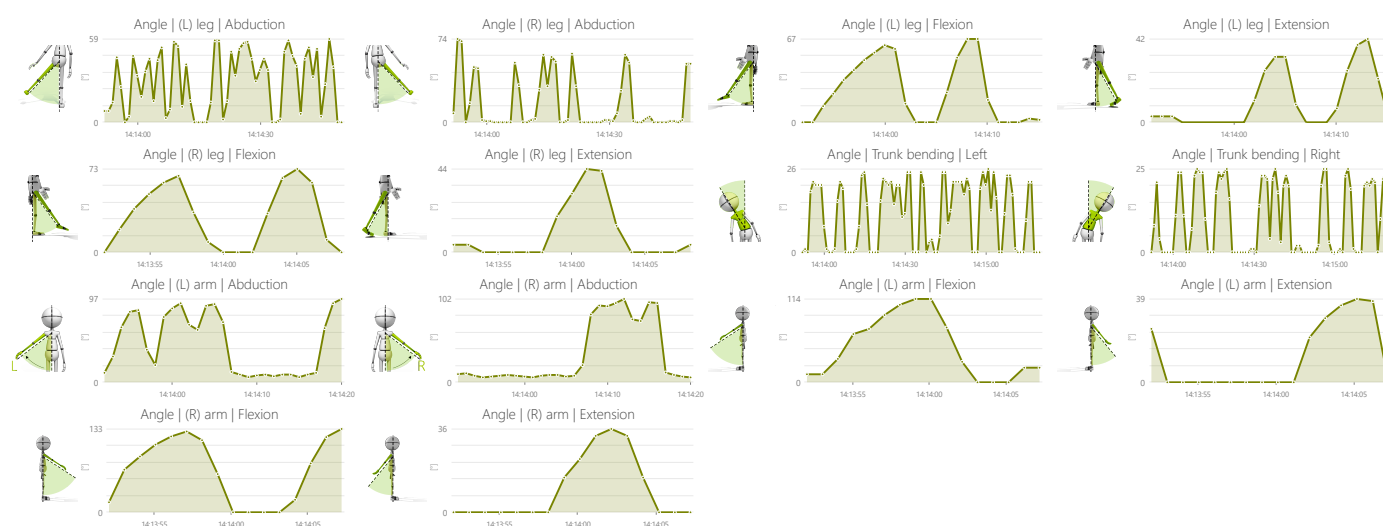 Angle | (L) leg | Abduction
59
[°]
0
14:14:00 14:14:30
Angle | (R) leg | Abduction
74
[°]
0
14:14:00 14:14:30
Angle | (L) leg | Flexion
67
[°]
0
14:14:00 14:14:10
Angle | (L) leg | Extension
42
[°]
0
14:14:00 14:14:10
Angle | (R) leg | Flexion
73
[°]
0
14:13:55 14:14:00 14:14:05
Angle | (R) leg | Extension
44
[°]
0
14:13:55 14:14:00 14:14:05
Angle | Trunk bending | Left
26
[°]
0
14:14:00 14:14:30 14:15:00
Angle | Trunk bending | Right
25
[°]
0
14:14:00 14:14:30 14:15:00
Angle | (L) arm | Abduction
97
[°]
0
14:14:00 14:14:10 14:14:20
L
Angle | (R) arm | Abduction
102
[°]
0
14:14:00 14:14:10 14:14:20
R
Angle | (L) arm | Flexion
114
[°]
0
14:13:55 14:14:00 14:14:05
Angle | (L) arm | Extension
39
[°]
0
14:13:55 14:14:00 14:14:05
Angle | (R) arm | Flexion
133
[°]
0
14:13:55 14:14:00 14:14:05
Angle | (R) arm | Extension
36
[°]
0
14:13:55 14:14:00 14:14:05